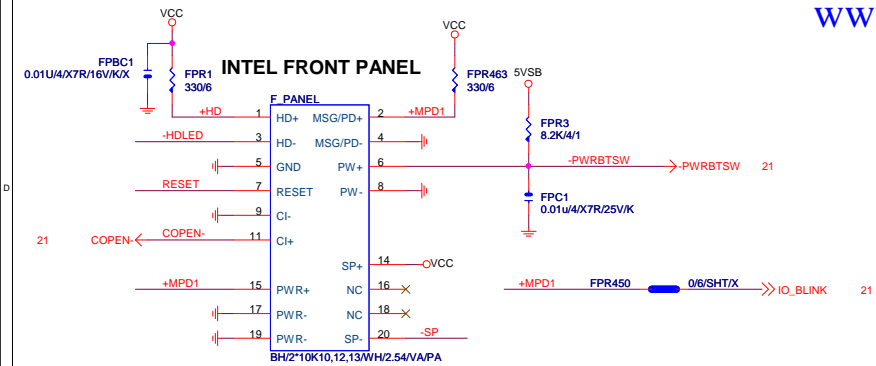 WW
VCC
VCC
FPBC1
0.01U/4/X7R/16V/K/X
FPR1
330/6
INTEL FRONT PANEL
FPR463
330/6
5VSB
F_PANEL
+HD
1
HD+
MSG/PD+
2
+MPD1
FPR3
8.2K/4/1
-HDLED
3
HD-
MSG/PD-
4
5
GND
PW+
6
-PWRBTSW
-PWRBTSW
21
RESET
7
RESET
PW-
8
FPC1
0.01u/4/X7R/25V/K
D
9
CI-
21
COPEN-
COPEN-
11
CI+
SP+
14
VCC
+MPD1
15
PWR+
NC
16
+MPD1
FPR450
0/6/SHT/X
IO_BLINK
21
17
PWR-
NC
18
19
PWR-
SP-
20
-SP
BH/2*10K10,12,13/WH/2.54/VA/PA